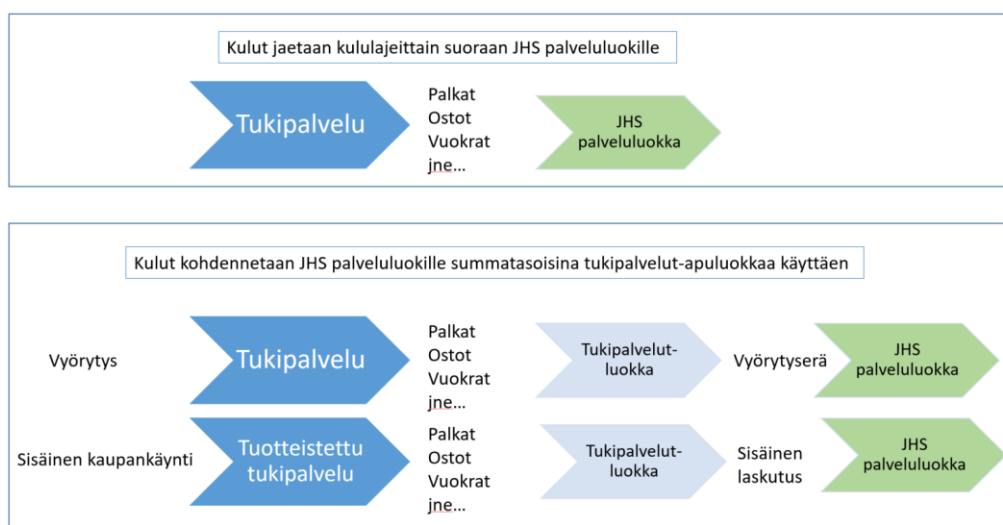 Kulut jaetaan kululajeittain suoraan JHS palveluokille
Tukipalvelu
Palkat
Ostot
Vuokrat
jne...
JHS
palveluluokka
Kulut kohdennetaan JHS palveluluokille summatasoisina tukipalvelut-apuluokkaa käyttäen
Vyörytys
Tukipalvelu
Palkat
Ostot
Vuokrat
jne...
Tukipalvelut-
luokka
Vyörytyserä
JHS
palveluluokka
Sisäinen kaupankäynti
Tuotteistettu
tukipalvelu
Palkat
Ostot
Vuokrat
jne...
Tukipalvelut-
luokka
Sisäinen
laskutus
JHS
palveluluokka